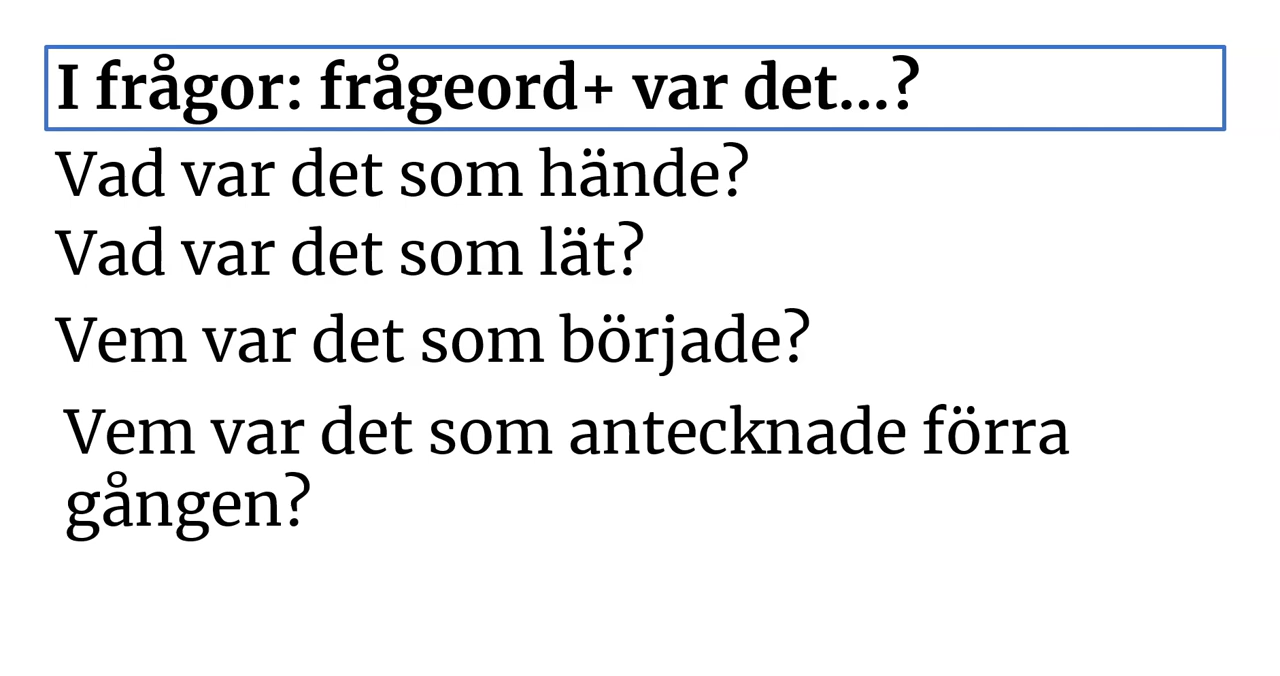 I frågor: frågeord+ var det...?
Vad var det som hände?
Vad var det som lät?
Vem var det som började?
Vem var det som antecknade förra
gången?